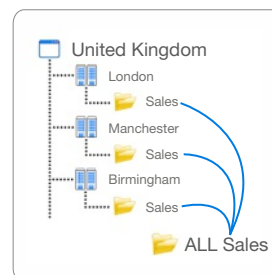 United Kingdom
London
Sales
Manchester
Sales
Birmingham
Sales
ALL Sales